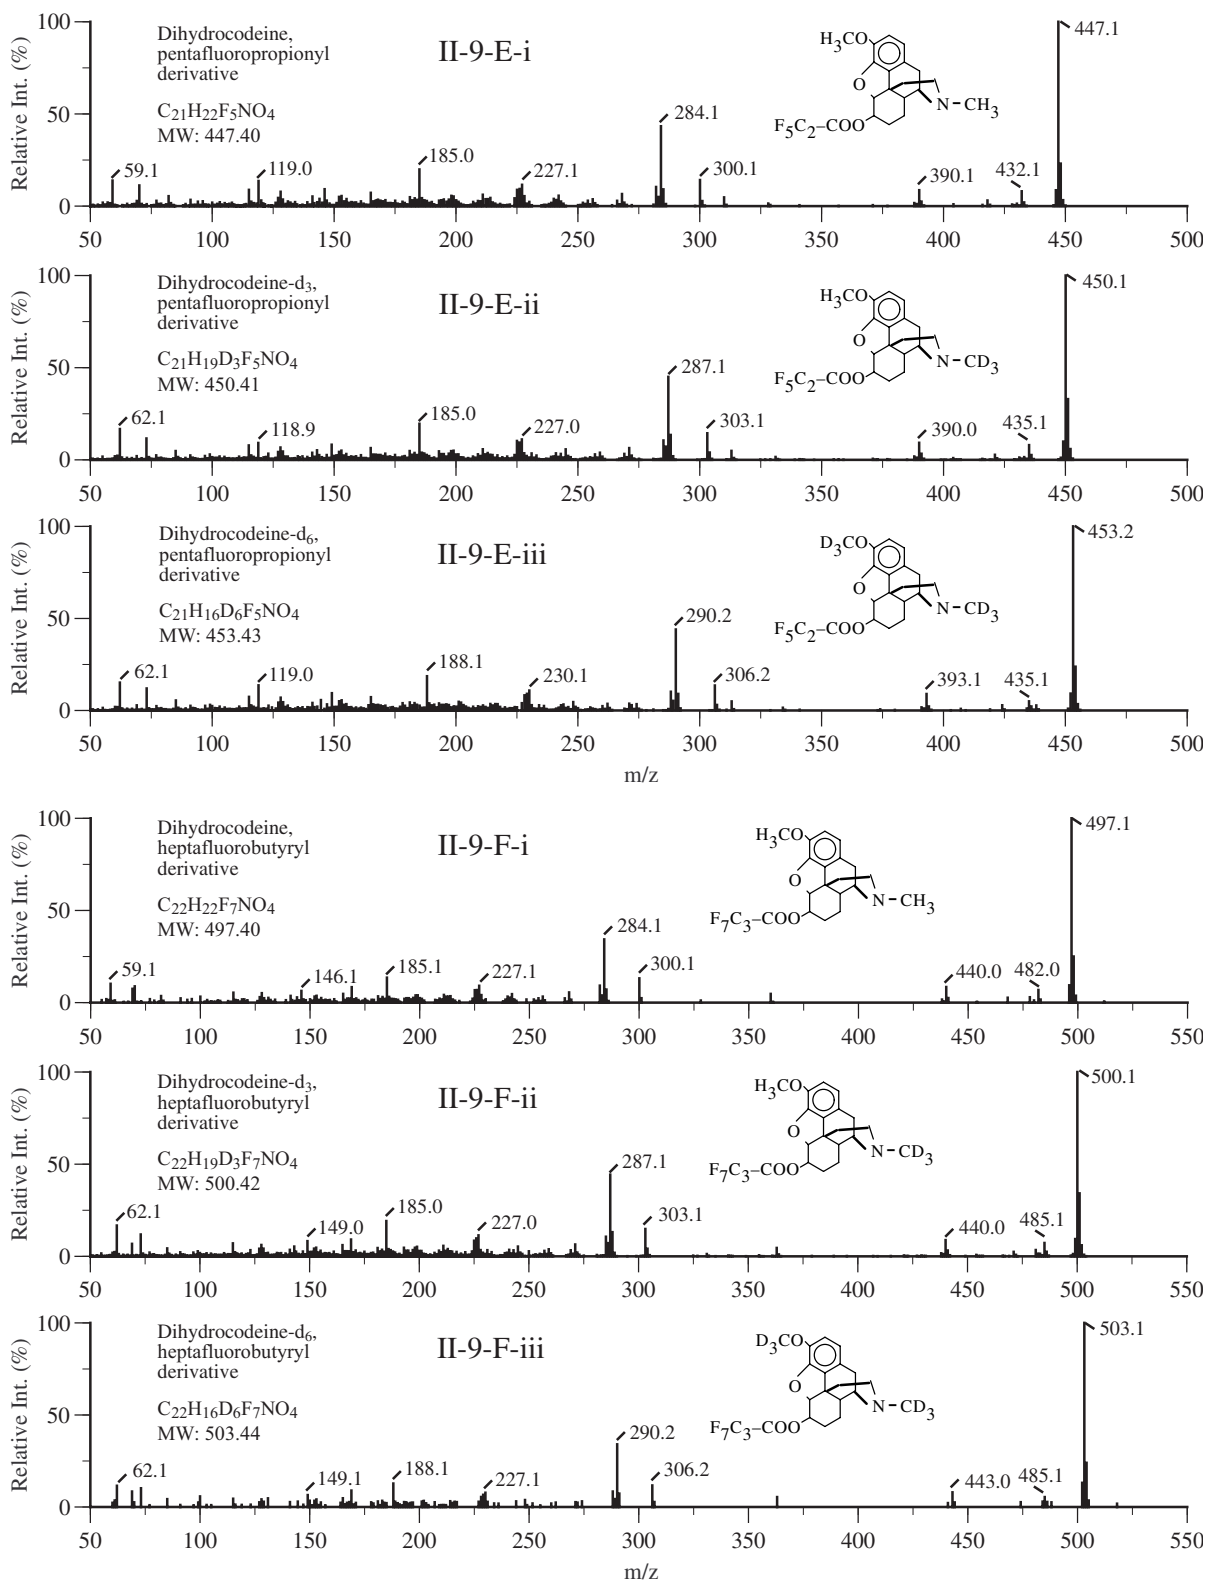 Relative Int. (%)
100
50
0
Dihydrocodeine,
pentafluoropropionyl
derivative
C21H22F5NO4
MW: 447.40
II-9-E-i
H3CO
O
F5C2–COO
N
CH3
59.1
119.0
185.0
227.1
284.1
300.1
390.1
432.1
447.1
50 100 150 200 250 300 350 400 450 500
Relative Int. (%)
100
50
0
Dihydrocodeine-d3,
pentafluoropropionyl
derivative
C21H19D3F5NO4
MW: 450.41
II-9-E-ii
H3CO
O
F5C2–COO
N
CD3
62.1
118.9
185.0
227.0
287.1
303.1
390.0
435.1
450.1
50 100 150 200 250 300 350 400 450 500
Relative Int. (%)
100
50
0
Dihydrocodeine-d6,
pentafluoropropionyl
derivative
C21H16D6F5NO4
MW: 453.43
II-9-E-iii
D3CO
O
F5C2–COO
N
CD3
62.1
119.0
188.1
230.1
290.2
306.2
393.1
435.1
453.2
50 100 150 200 250 300 350 400 450 500
m/z
Relative Int. (%)
100
50
0
Dihydrocodeine,
heptafluorobutyryl
derivative
C22H22F7NO4
MW: 497.40
II-9-F-i
H3CO
O
F7C3–COO
N
CH3
59.1
146.1
185.1
227.1
284.1
300.1
440.0
482.0
497.1
50 100 150 200 250 300 350 400 450 500 550
Relative Int. (%)
100
50
0
Dihydrocodeine-d3,
heptafluorobutyryl
derivative
C22H19D3F7NO4
MW: 500.42
II-9-F-ii
H3CO
O
F7C3–COO
N
CD3
62.1
149.0
185.0
227.0
287.1
303.1
440.0
485.1
500.1
50 100 150 200 250 300 350 400 450 500 550
Relative Int. (%)
100
50
0
Dihydrocodeine-d6,
heptafluorobutyryl
derivative
C22H16D6F7NO4
MW: 503.44
II-9-F-iii
D3CO
O
F7C3–COO
N
CD3
62.1
149.1
188.1
227.1
290.2
306.2
443.0
485.1
503.1
50 100 150 200 250 300 350 400 450 500 550
m/z